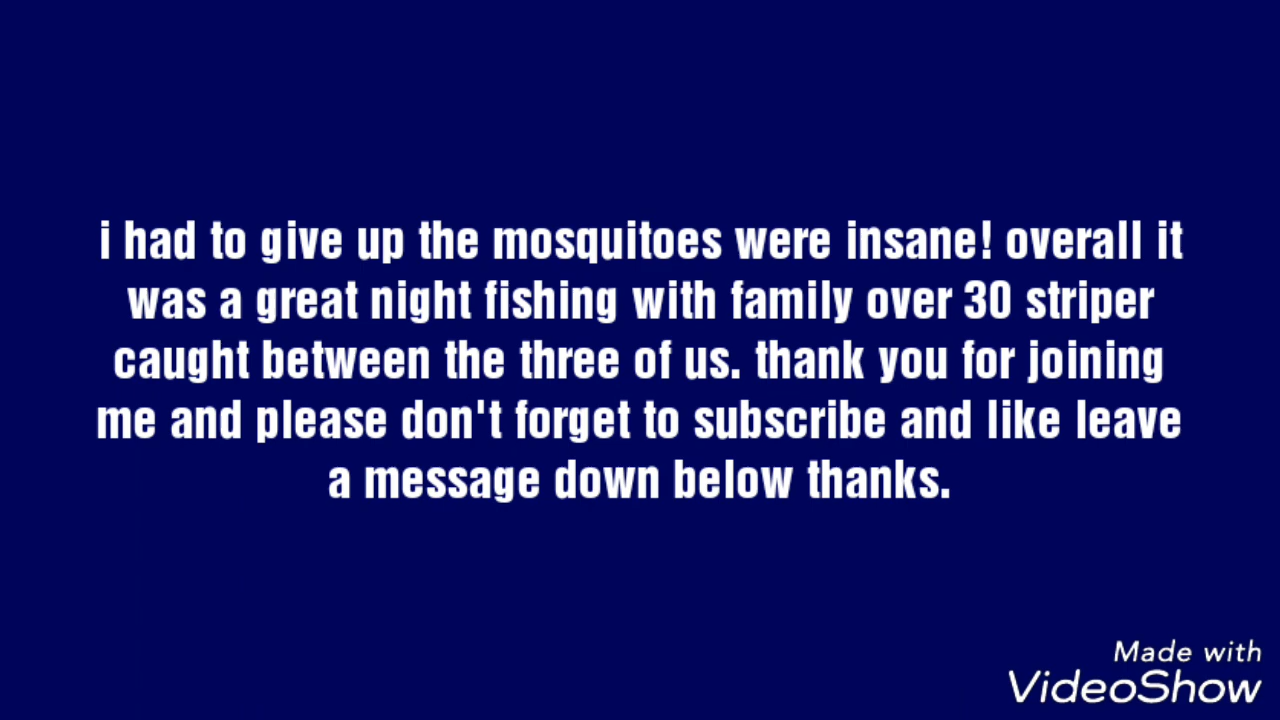 i had to give up the mosquitoes were insane! overall it
was a great night fishing with family over 30 striper
caught between the three of us. thank you for joining
me and please don't forget to subscribe and like leave
a message down below thanks.
Made with
VideoShow